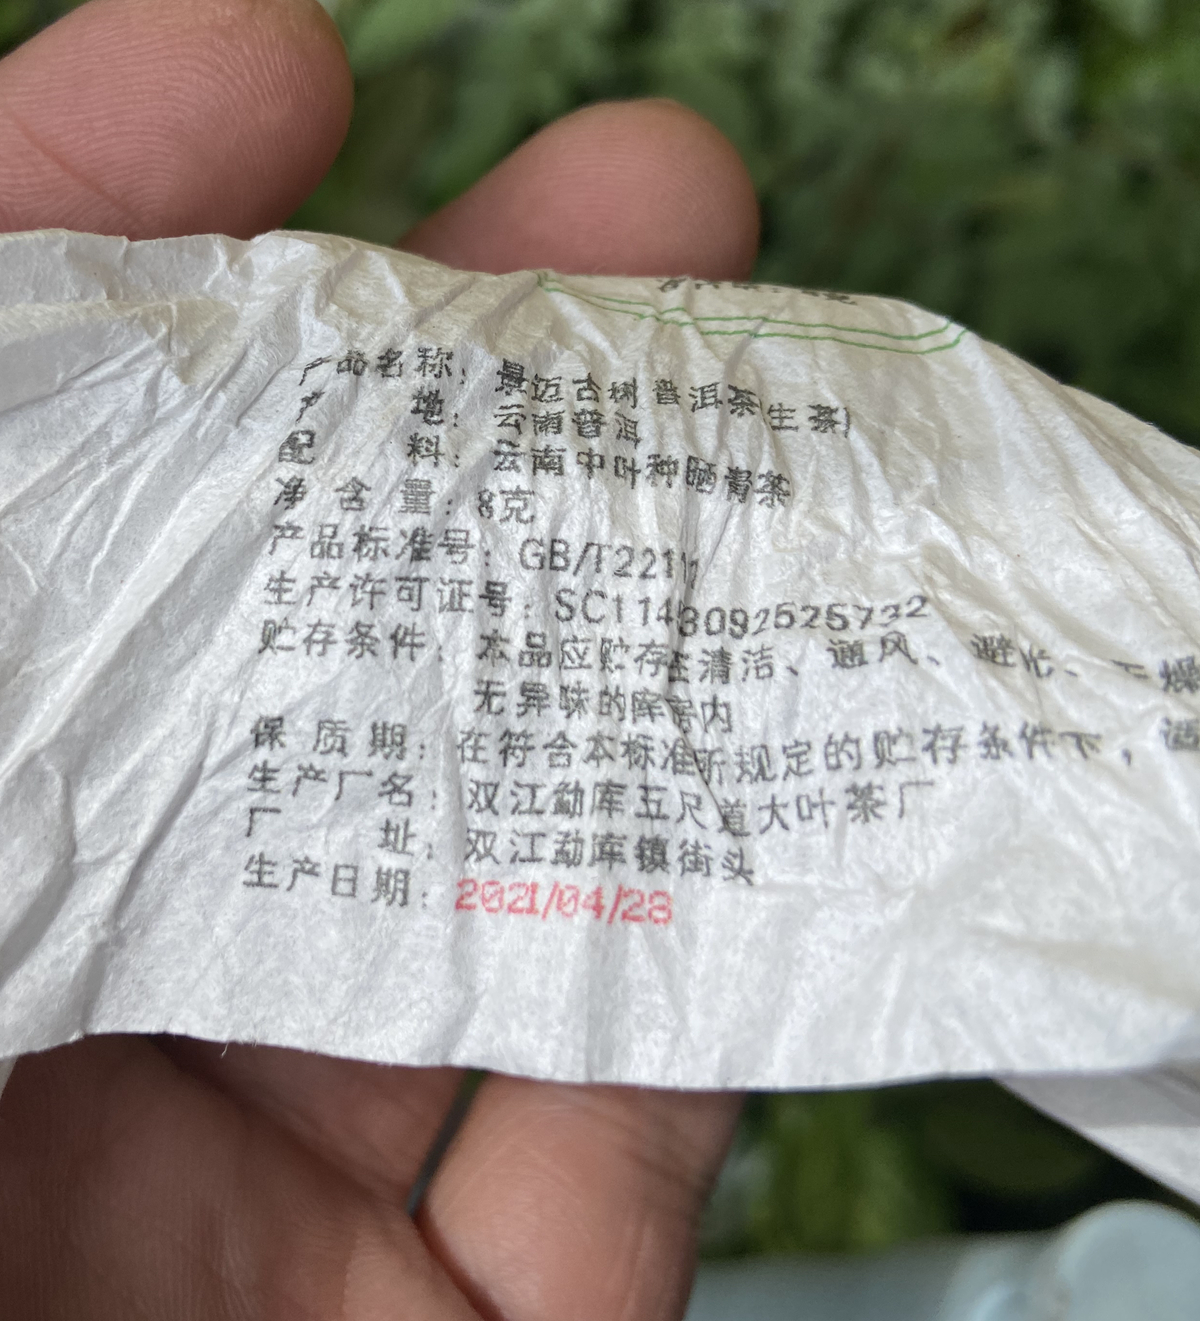 产品名称：景迈古树普洱茶(生茶)
产地：云南普洱
配料：云南中叶种晒青茶
净含量：8克
产品标准号：GB/T22111
生产许可证号：SC11453092525732
贮存条件：本品应贮存在清洁、通风、避光、干燥
无异味的库房内
保质期：在符合本标准所规定的贮存条件下，
生产厂名：双江勐库五尺道大叶茶厂
厂址：双江勐库镇街头
生产日期：2021/04/28